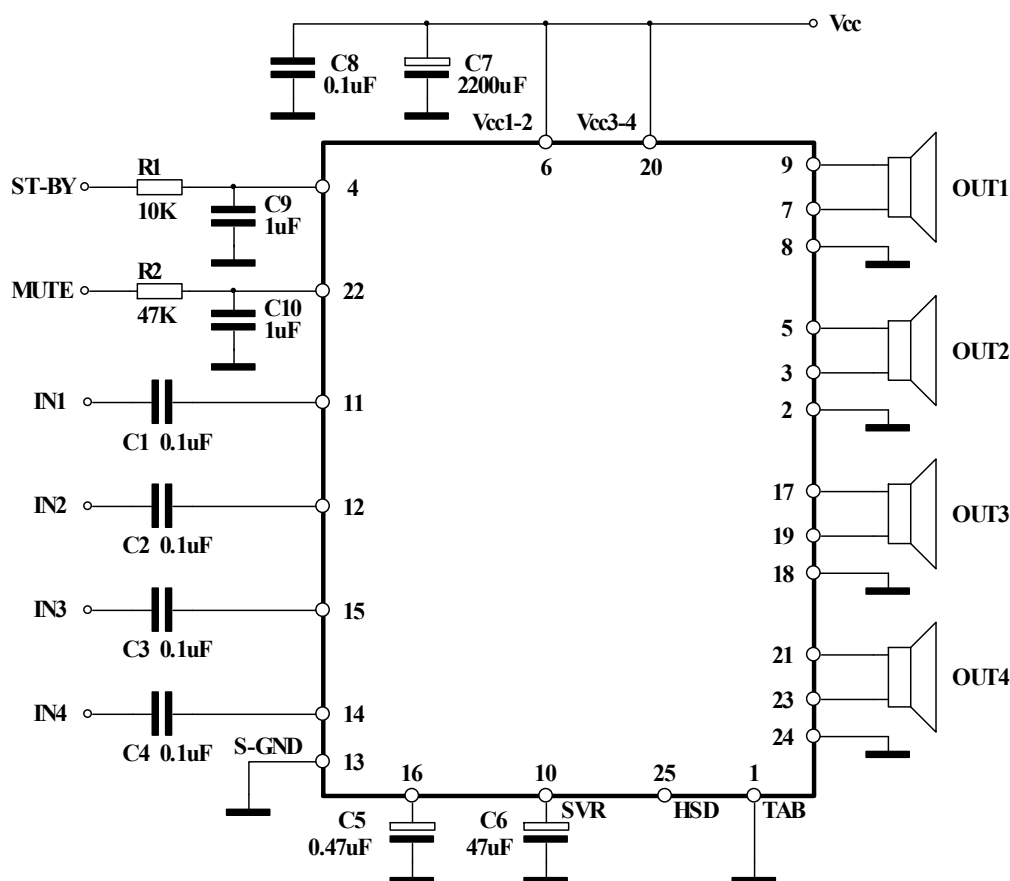 Vcc
C8
0.1uF
C7
2200uF
Vcc1-2
Vcc3-4
6
20
ST-BY
R1
10K
C9
1uF
4
MUTE
R2
47K
C10
1uF
22
IN1
C1 0.1uF
11
IN2
C2 0.1uF
12
IN3
C3 0.1uF
15
IN4
C4 0.1uF
14
S-GND
13
9
7
8
OUT1
5
3
2
OUT2
17
19
18
OUT3
21
23
24
OUT4
16
10
25
1
SVR
HSD
TAB
C5
0.47uF
C6
47uF